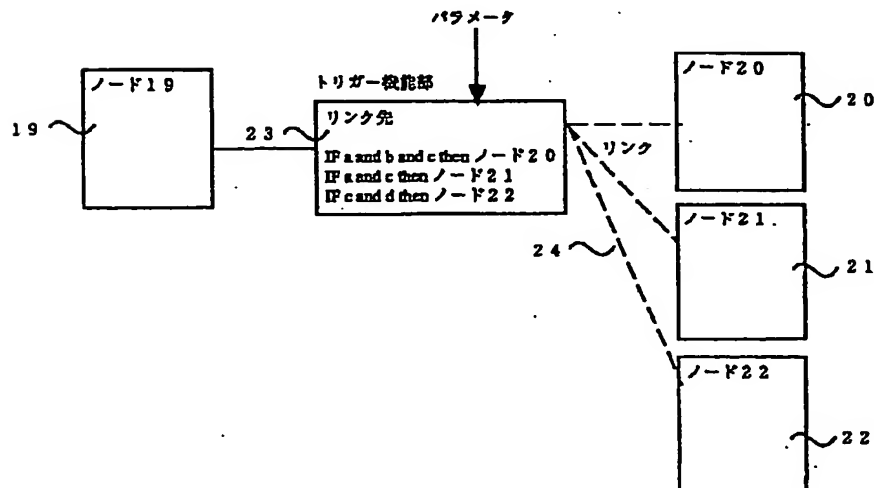 パラメータ
ノード19
19
トリガー機能部
23
リンク先
IF a and b and c then ノード20
IF a and c then ノード21
IF c and d then ノード22
リンク
24
ノード20
20
ノード21
21
ノード22
22